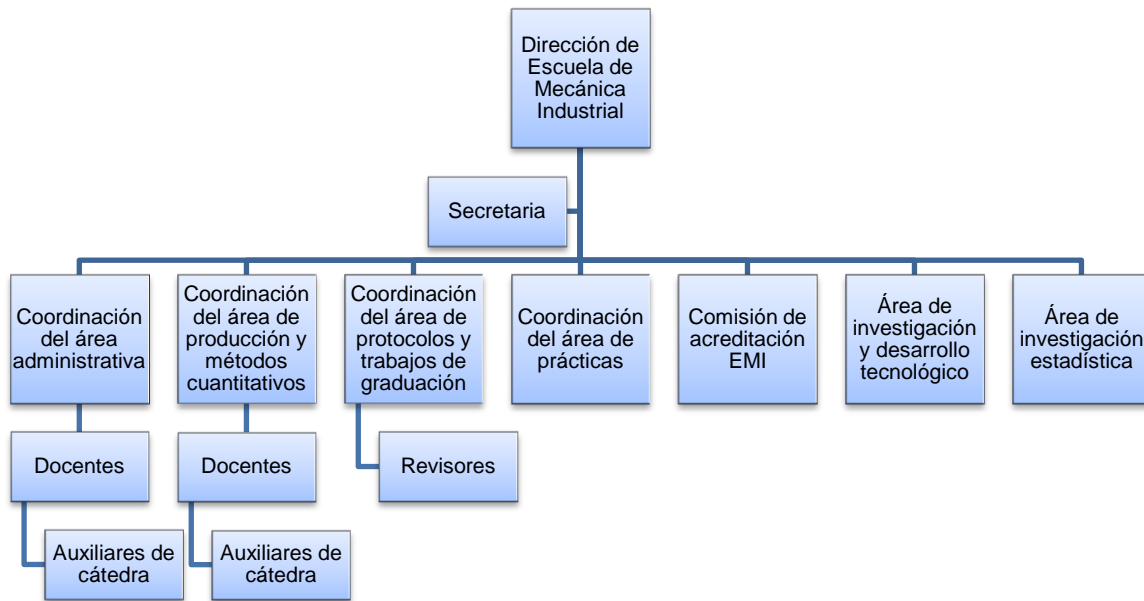 Dirección de
Escuela de
Mecánica
Industrial
Secretaria
Coordinación
del área
administrativa
Coordinación
del área de
producción y
métodos
cuantitativos
Coordinación
del área de
protocolos y
trabajos de
graduación
Coordinación
del área de
prácticas
Comisión de
acreditación
EMI
Área de
investigación
y desarrollo
tecnológico
Área de
investigación
estadística
Docentes
Docentes
Revisores
Auxiliares de
cátedra
Auxiliares de
cátedra